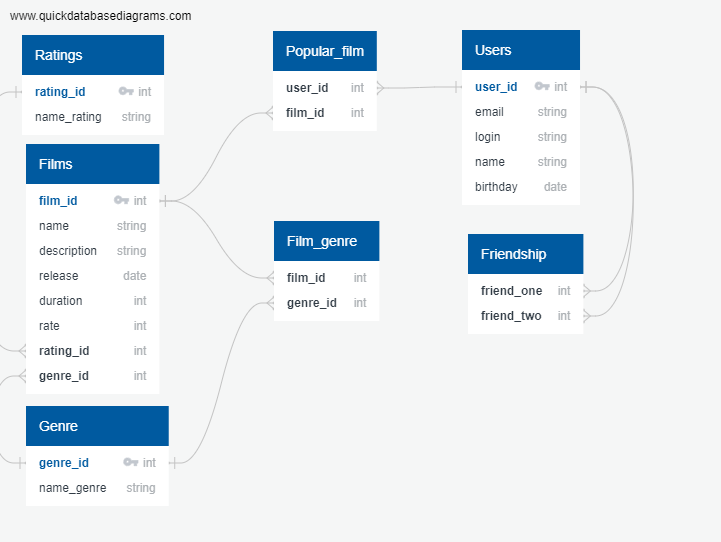 www.quickdatabasediagrams.com
Ratings
rating_id int
name_rating string
Films
film_id int
name string
description string
release date
duration int
rate int
rating_id int
genre_id int
Genre
genre_id int
name_genre string
Popular_film
user_id int
film_id int
Film_genre
film_id int
genre_id int
Users
user_id int
email string
login string
name string
birthday date
Friendship
friend_one int
friend_two int